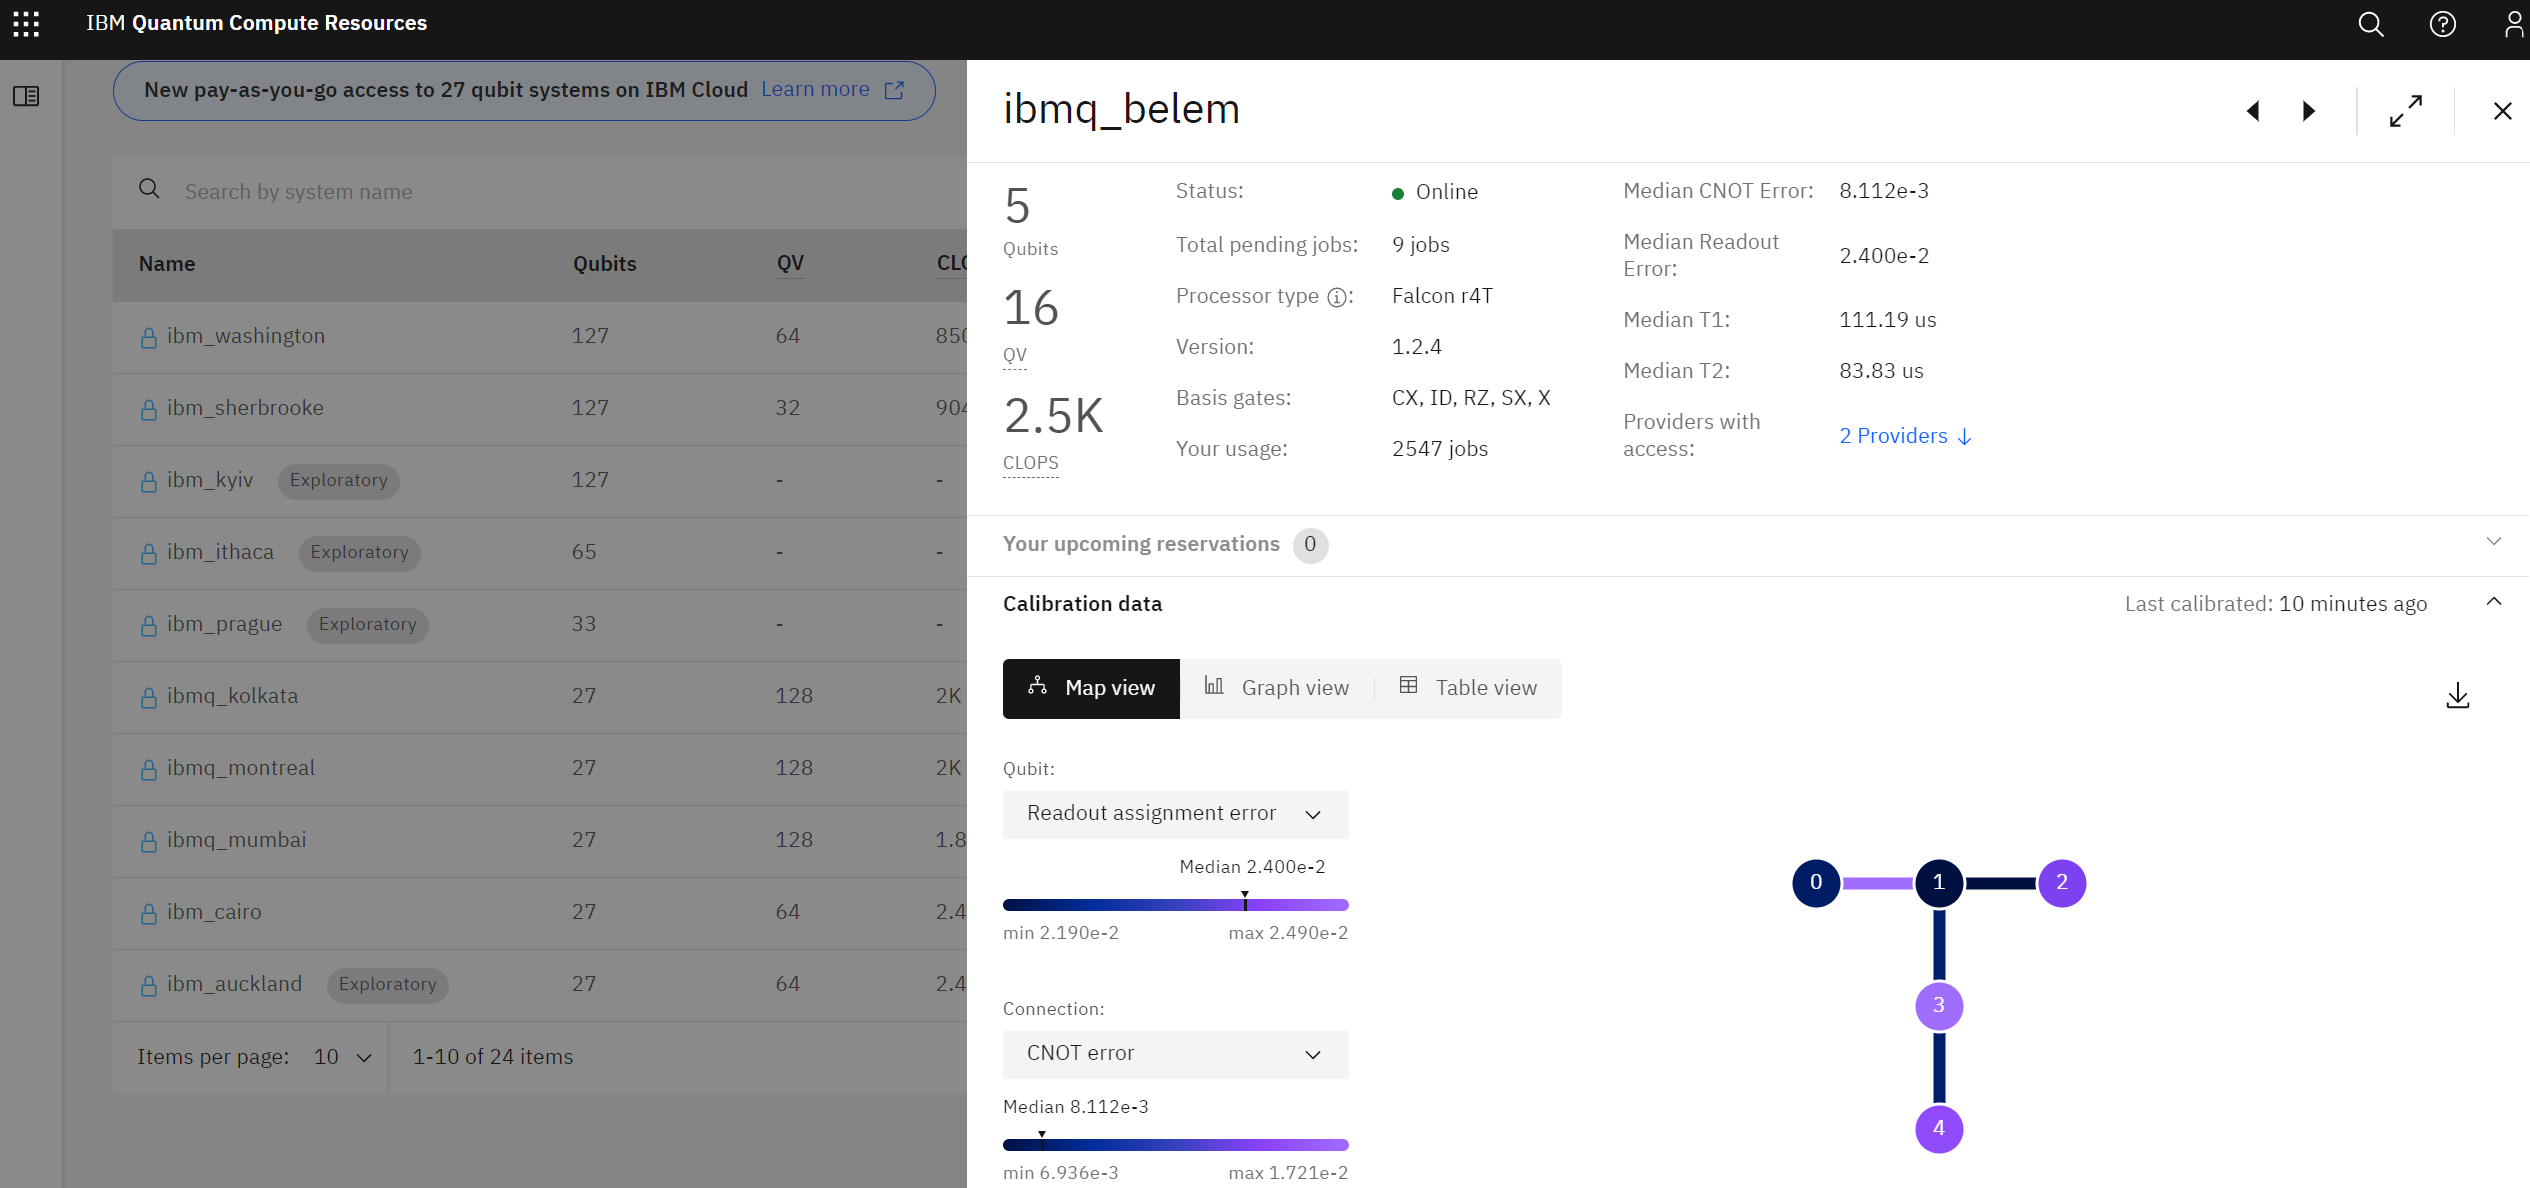 IBM Quantum Compute Resources
New pay-as-you-go access to 27 qubit systems on IBM Cloud Learn more
Search by system name
Name Qubits QV CLO
ibm_washington 127 64 850
ibm_sherbrooke 127 32 904
ibm_kyiv Exploratory 127 - -
ibm_ithaca Exploratory 65 - -
ibm_prague Exploratory 33 - -
ibmq_kolkata 27 128 2K
ibmq_montreal 27 128 2K
ibmq_mumbai 27 128 1.8
ibm_cairo 27 64 2.4
ibm_auckland Exploratory 27 64 2.4
Items per page: 10 1-10 of 24 items
ibmq_belem
5
Qubits
16
QV
2.5K
CLOPS
Status: Online
Total pending jobs: 9 jobs
Processor type: Falcon r4T
Version: 1.2.4
Basis gates: CX, ID, RZ, SX, X
Your usage: 2547 jobs
Median CNOT Error: 8.112e-3
Median Readout
Error: 2.400e-2
Median T1: 111.19 us
Median T2: 83.83 us
Providers with
access: 2 Providers
Your upcoming reservations 0
Calibration data Last calibrated: 10 minutes ago
Map view Graph view Table view
Qubit:
Readout assignment error
Median 2.400e-2
min 2.190e-2 max 2.490e-2
Connection:
CNOT error
Median 8.112e-3
min 6.936e-3 max 1.721e-2
0 1 2
3
4